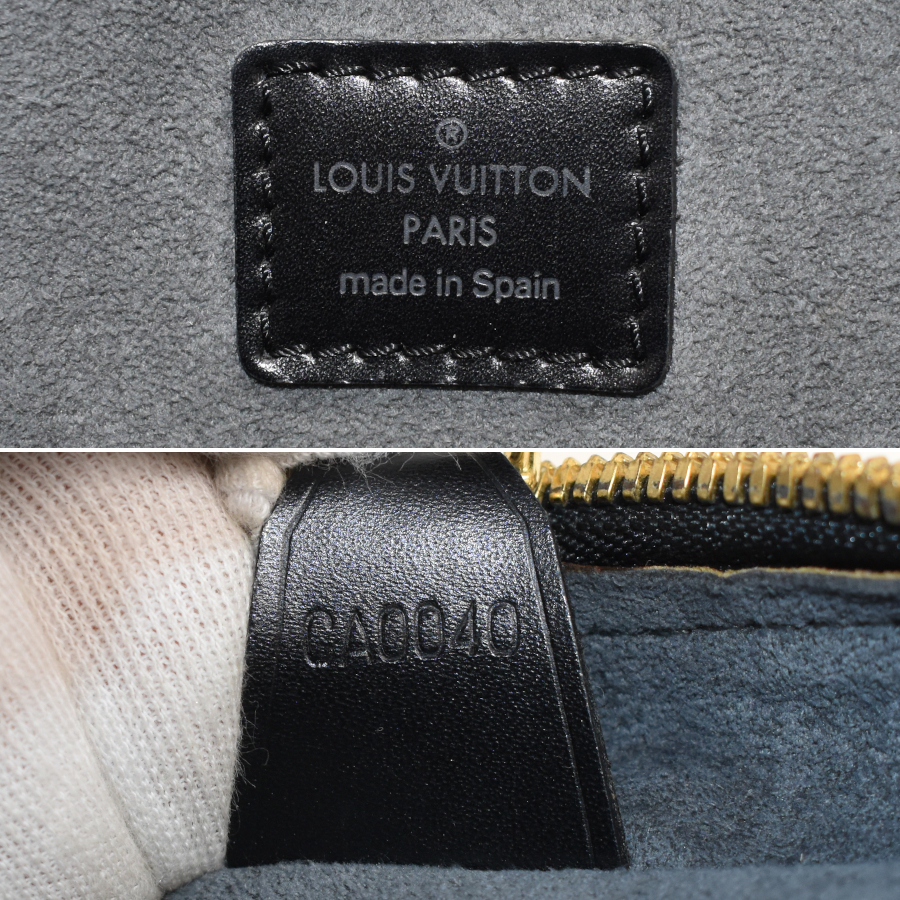 ®
LOUIS VUITTON
PARIS
made in Spain
CA0040